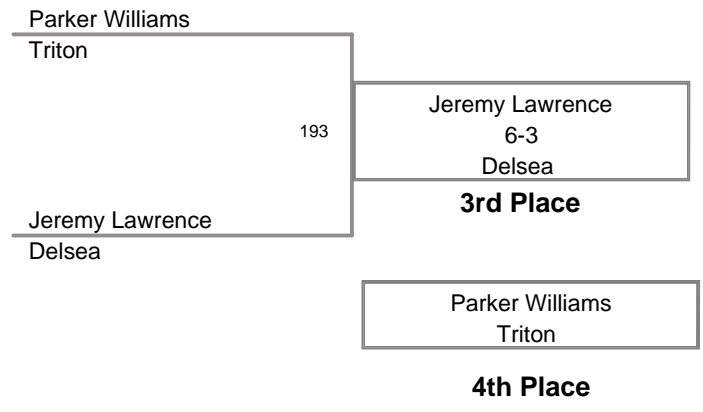 Parker Williams
Triton
193
Jeremy Lawrence
6-3
Delsea
3rd Place
Jeremy Lawrence
Delsea
Parker Williams
Triton
4th Place